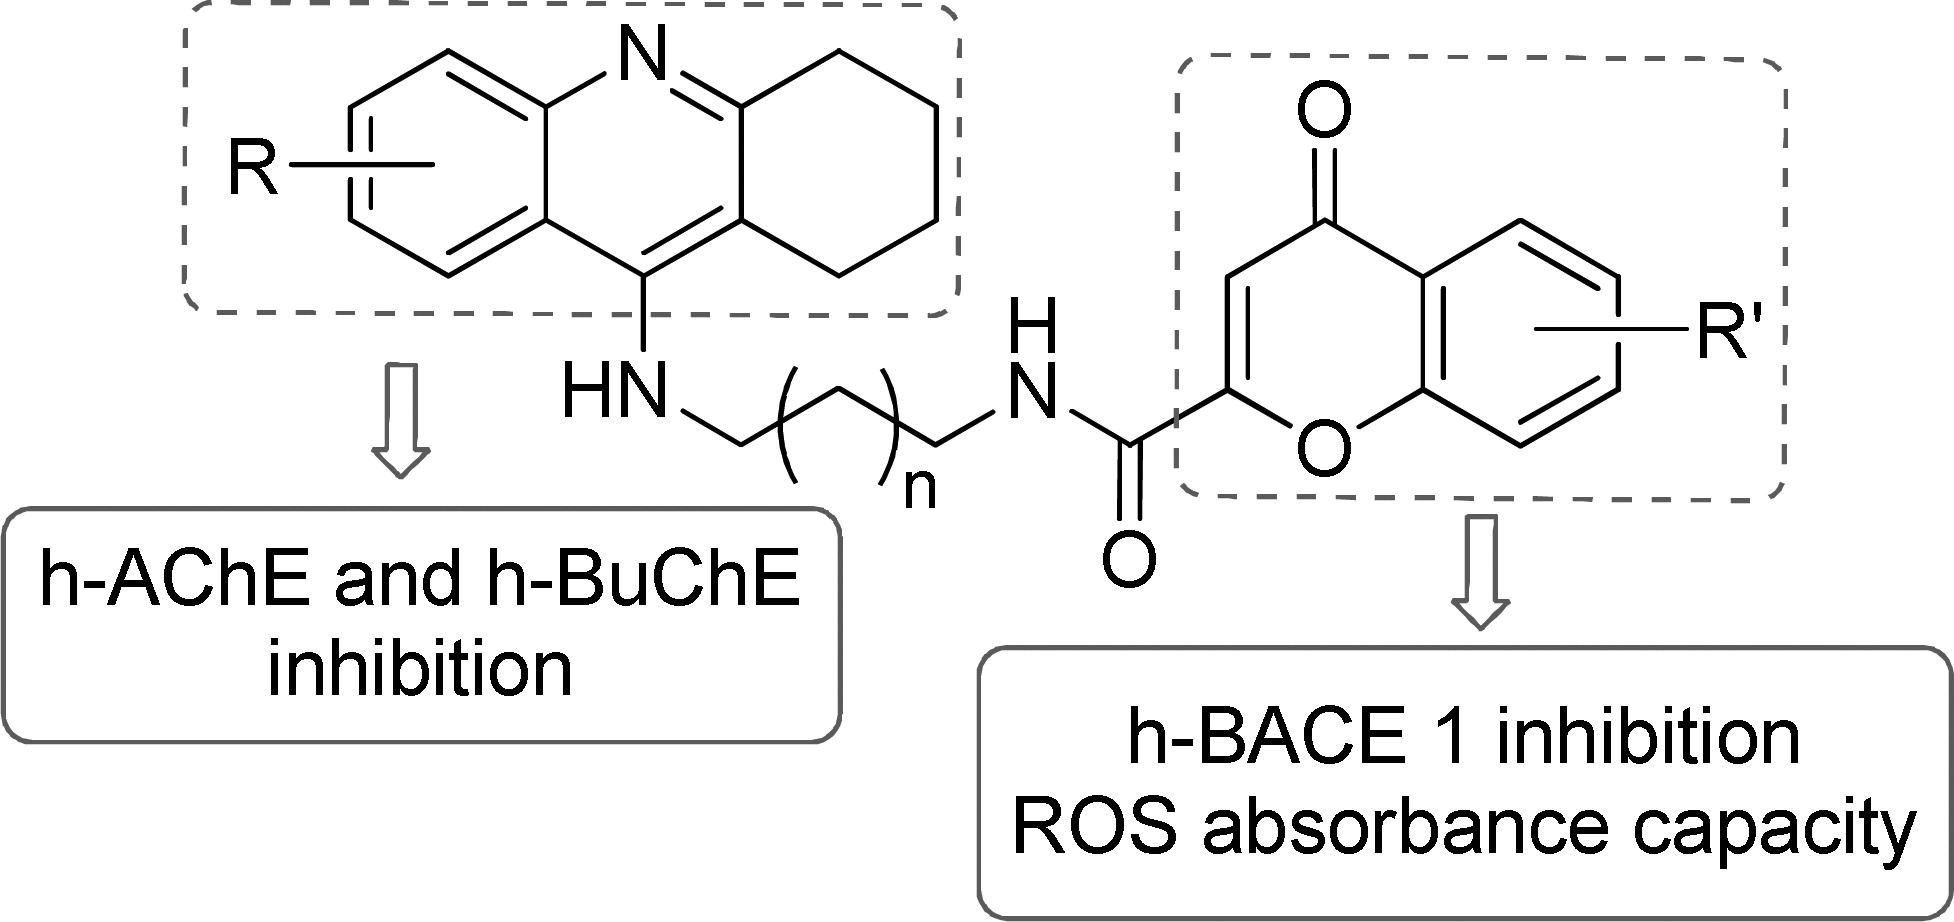 N
O
R
R'
HN
H
N
O
n
O
h-AChE and h-BuChE
inhibition
h-BACE 1 inhibition
ROS absorbance capacity